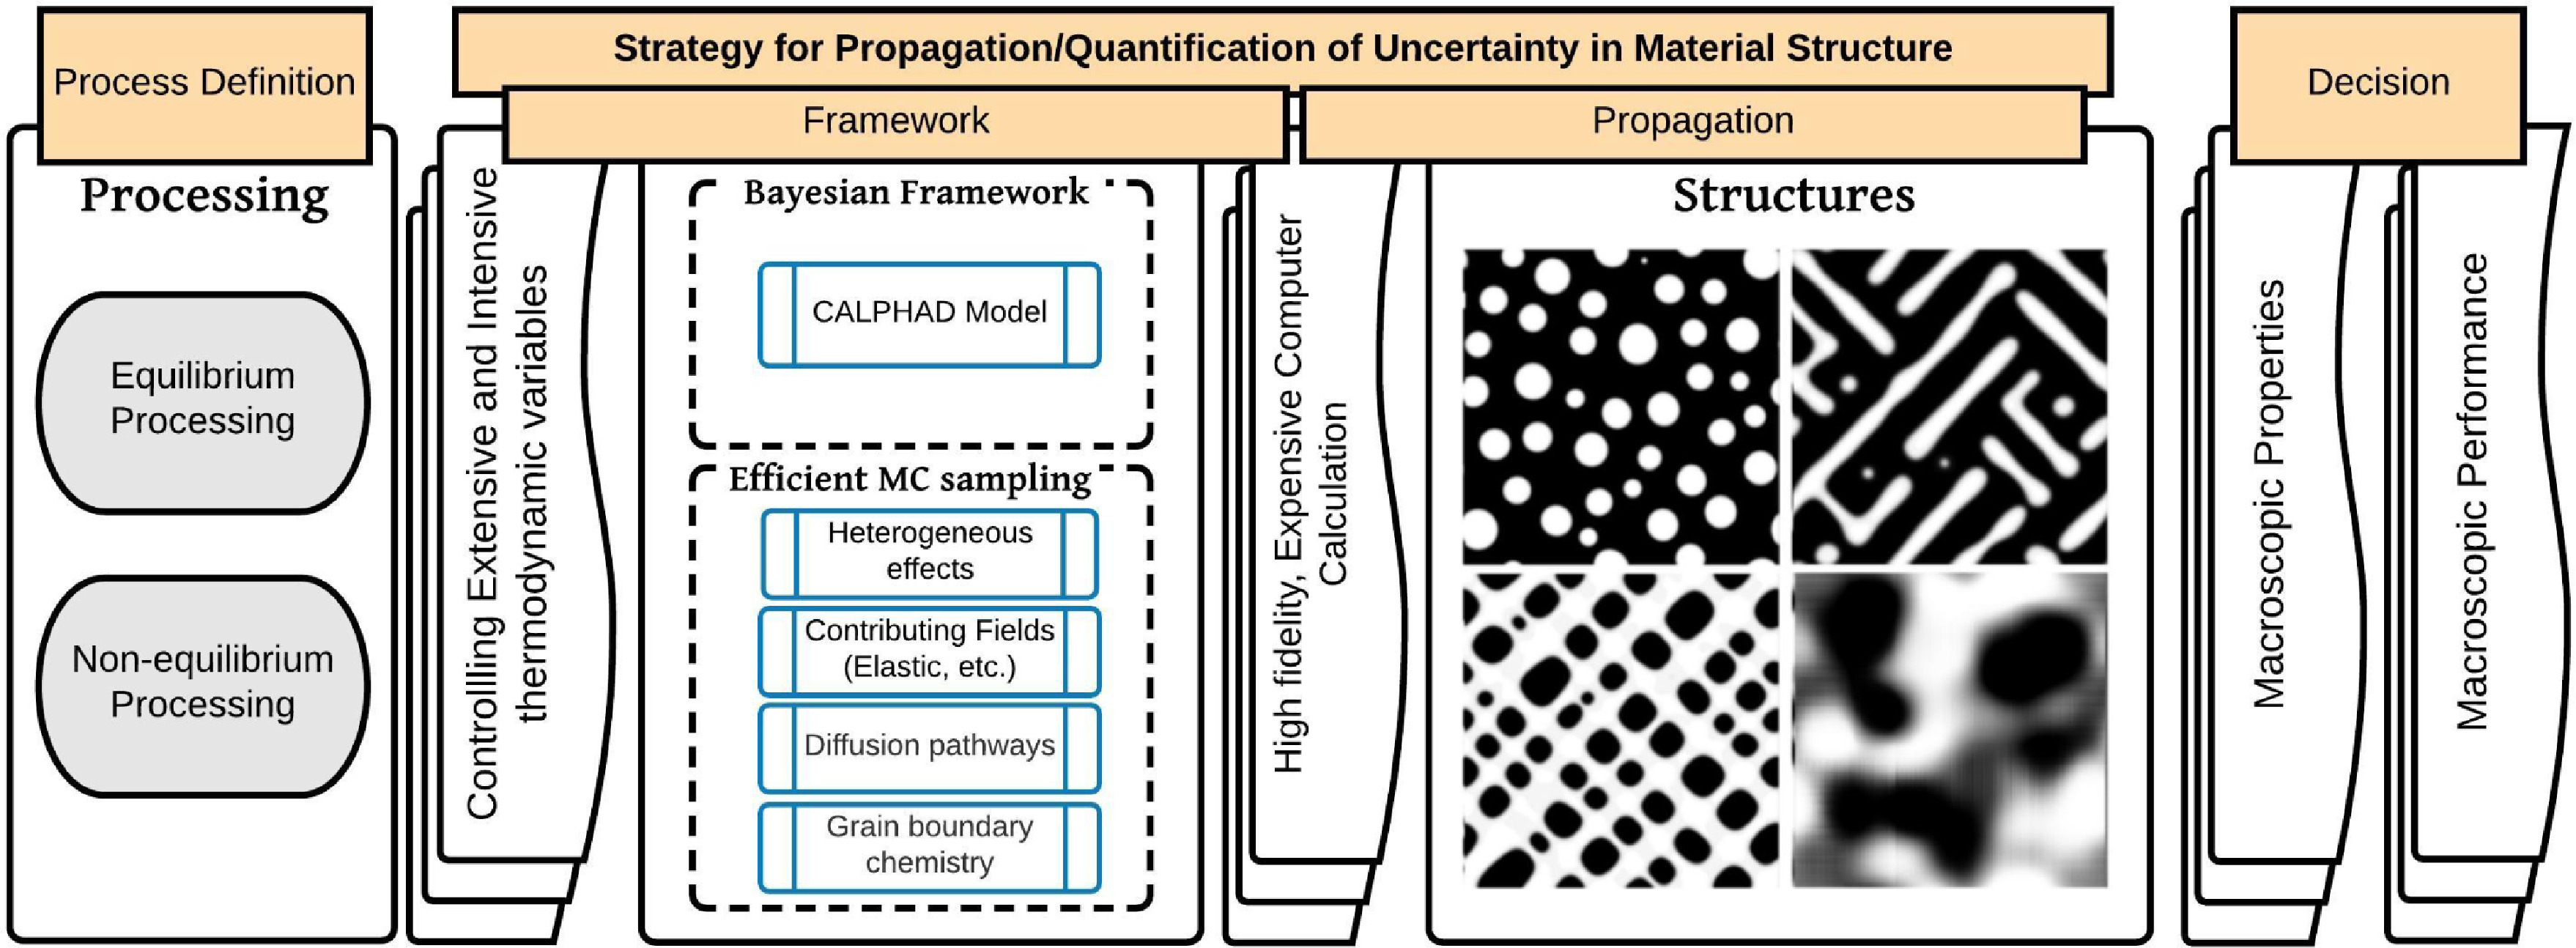 Process Definition
Processing
Equilibrium
Processing
Non-equilibrium
Processing
Strategy for Propagation/Quantification of Uncertainty in Material Structure
Framework
Controlling Extensive and Intensive
thermodynamic variables
Bayesian Framework
CALPHAD Model
Efficient MC sampling
Heterogeneous
effects
Contributing Fields
(Elastic, etc.)
Diffusion pathways
Grain boundary
chemistry
Propagation
High fidelity, Expensive Computer
Calculation
Structures
Decision
Macroscopic Properties
Macroscopic Performance